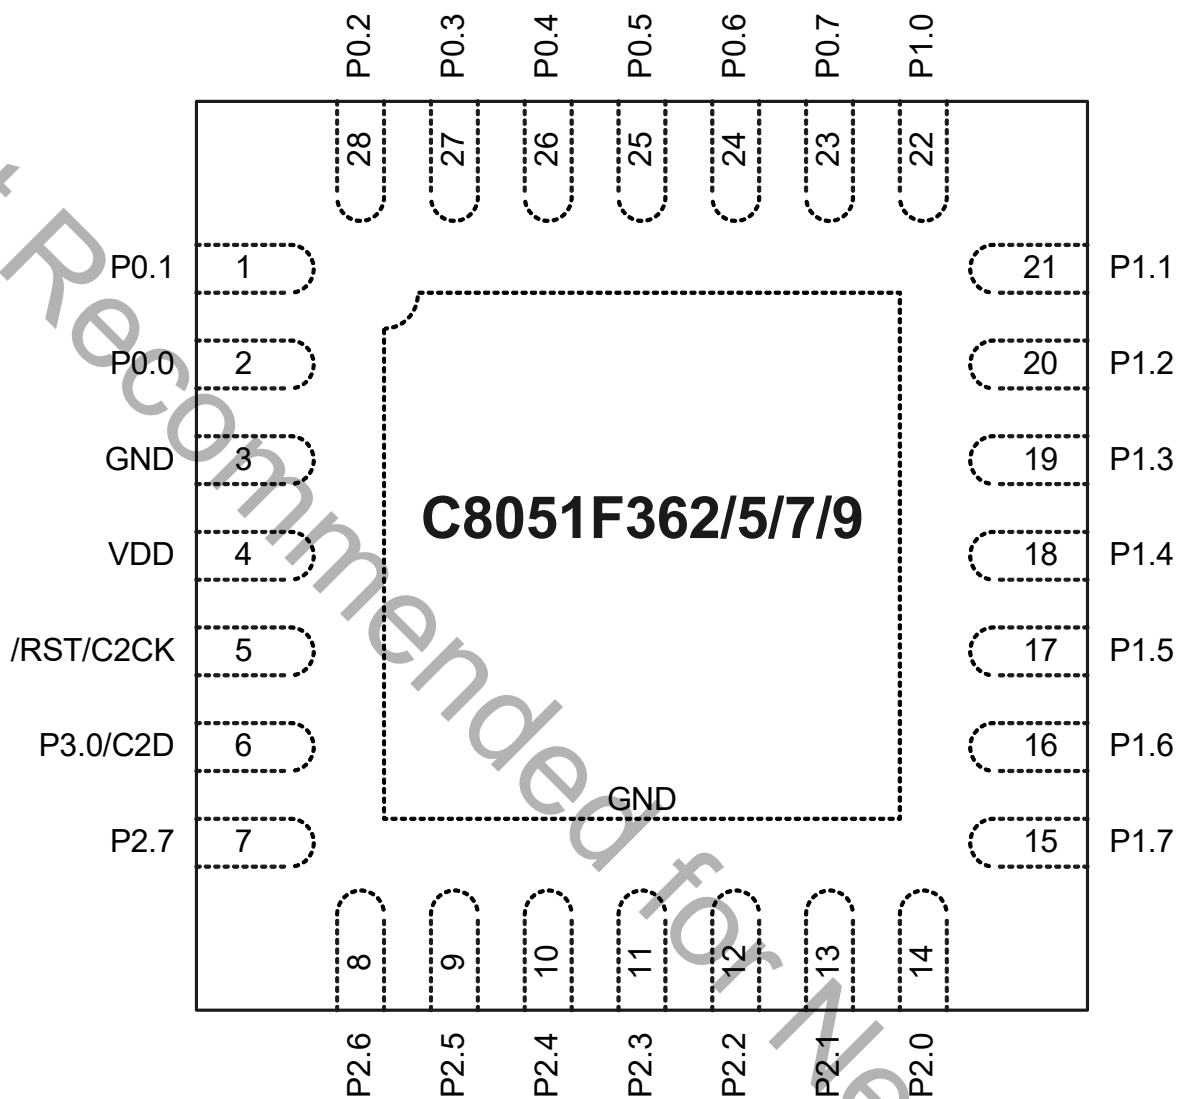 P0.2 P0.3 P0.4 P0.5 P0.6 P0.7 P1.0
28 27 26 25 24 23 22
P0.1 1 21 P1.1
P0.0 2 20 P1.2
GND 3 19 P1.3
C8051F362/5/7/9
VDD 4 18 P1.4
/RST/C2CK 5 17 P1.5
P3.0/C2D 6 16 P1.6
GND
P2.7 7 15 P1.7
8 9 10 11 12 13 14
P2.6 P2.5 P2.4 P2.3 P2.2 P2.1 P2.0
Recommended for